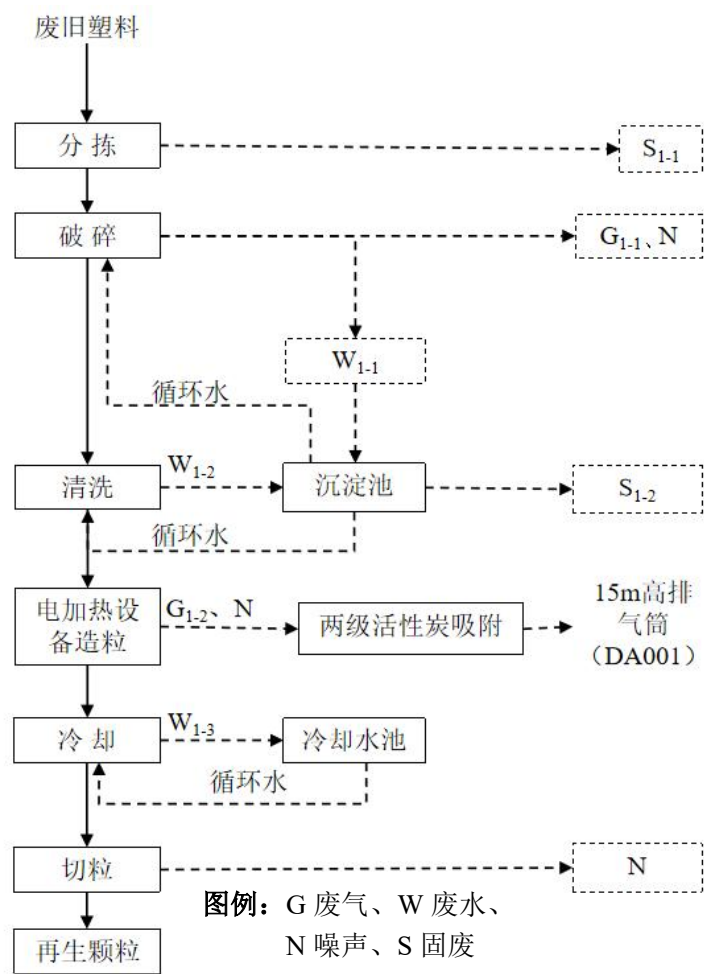 废旧塑料
分拣
S1-1
破碎
G1-1、N
W1-1
循环水
清洗
W1-2
沉淀池
S1-2
循环水
电加热设
备造粒
G1-2、N
两级活性炭吸附
15m高排
气筒
（DA001）
冷却
W1-3
冷却水池
循环水
切粒
N
再生颗粒
图例：G 废气、W 废水、
N 噪声、S 固废